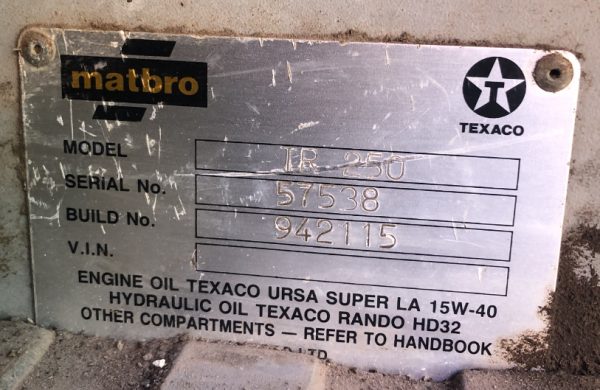 matbro
TEXACO
MODEL TR 250
SERIAL No. 57538
BUILD No. 942115
V.I.N.
ENGINE OIL TEXACO URSA SUPER LA 15W-40
HYDRAULIC OIL TEXACO RANDO HD32
OTHER COMPARTMENTS — REFER TO HANDBOOK
LTD